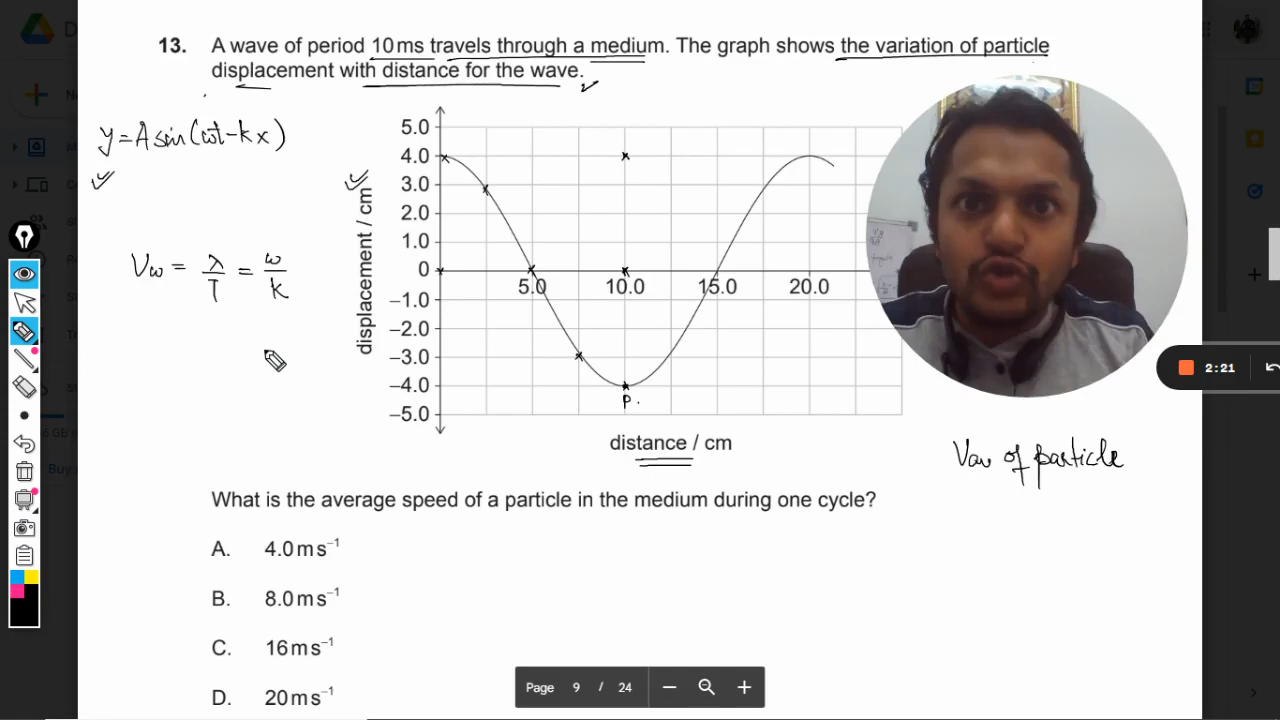 13. A wave of period 10 ms travels through a medium. The graph shows the variation of particle
displacement with distance for the wave.
y = A sin(ωt − kx)
Vw = λ/T = ω/k
displacement / cm
5.0
4.0
3.0
2.0
1.0
0
−1.0
−2.0
−3.0
−4.0
−5.0
5.0 10.0 15.0 20.0
P.
distance / cm
Vav of particle
2:21
What is the average speed of a particle in the medium during one cycle?
A. 4.0 m s⁻¹
B. 8.0 m s⁻¹
C. 16 m s⁻¹
D. 20 m s⁻¹
Page 9 / 24